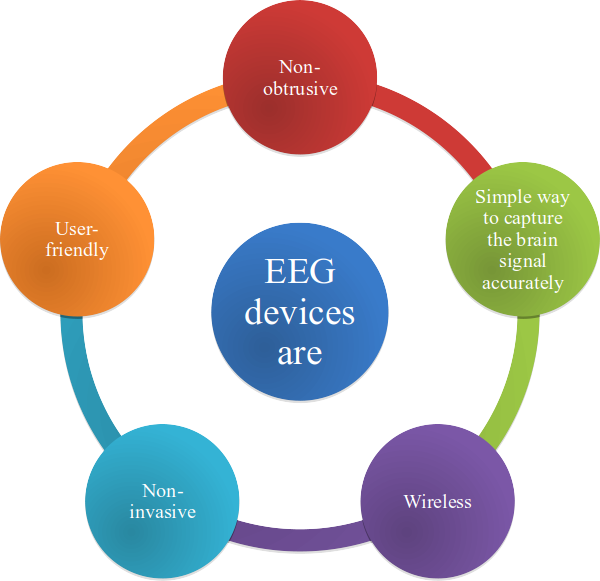 Non-
obtrusive
Simple way
to capture
the brain
signal
accurately
User-
friendly
EEG
devices
are
Non-
invasive
Wireless